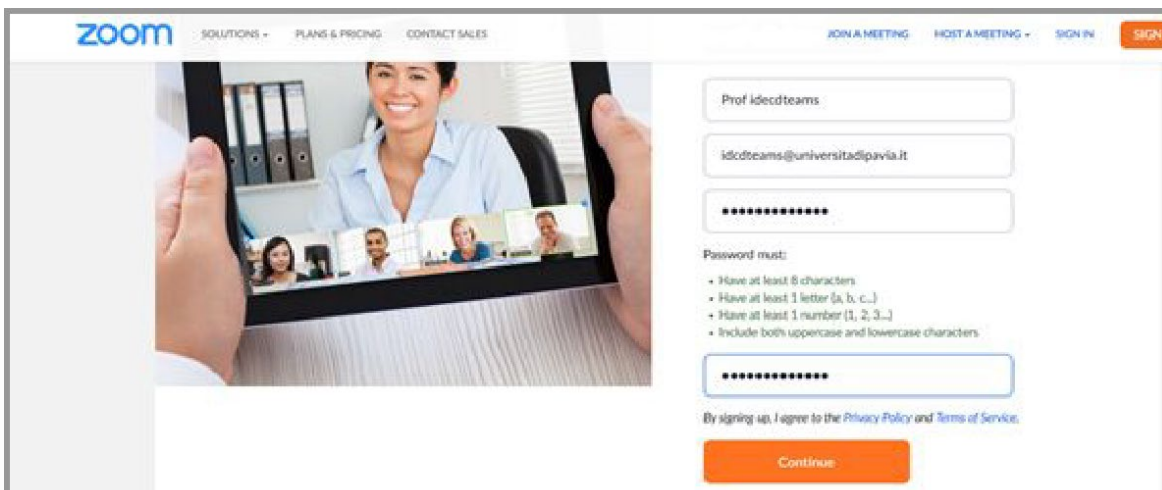 zoom SOLUTIONS PLANS & PRICING CONTACT SALES JOIN A MEETING HOST A MEETING SIGN IN SIGN
Prof idecdteams
idcdteams@universitadipavia.it
•••••••••••••
Password must:
• Have at least 8 characters
• Have at least 1 letter (a, b, c...)
• Have at least 1 number (1, 2, 3...)
• Include both uppercase and lowercase characters
•••••••••••••
By signing up, I agree to the Privacy Policy and Terms of Service.
Continue